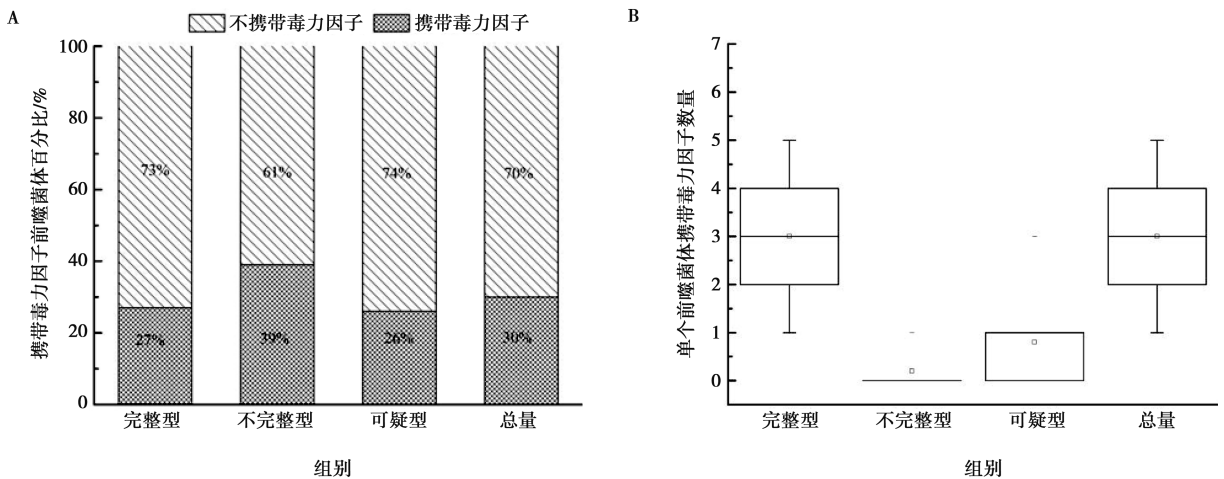 A
不携带毒力因子 携带毒力因子
携带毒力因子前噬菌体百分比/%
100
80
60
40
20
0
73%
61%
74%
70%
27%
39%
26%
30%
完整型 不完整型 可疑型 总量
组别
B
单个前噬菌体携带毒力因子数量
7
6
5
4
3
2
1
0
完整型 不完整型 可疑型 总量
组别